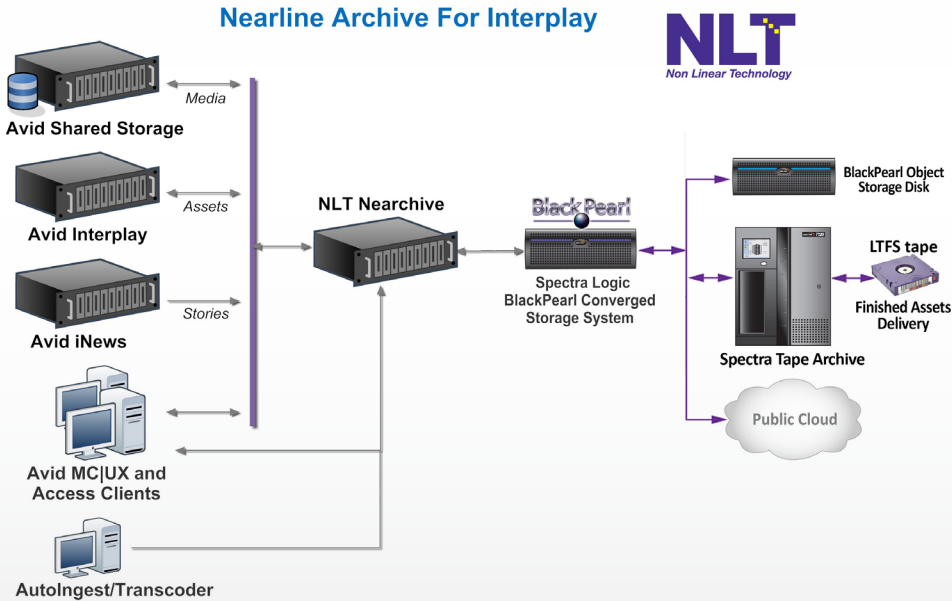 Nearline Archive For Interplay
NLT
Non Linear Technology
Media
Avid Shared Storage
Assets
Avid Interplay
Stories
Avid iNews
Avid MC|UX and
Access Clients
AutoIngest/Transcoder
NLT Nearchive
BlackPearl
Spectra Logic
BlackPearl Converged
Storage System
BlackPearl Object
Storage Disk
LTFS tape
Finished Assets
Delivery
Spectra Tape Archive
Public Cloud